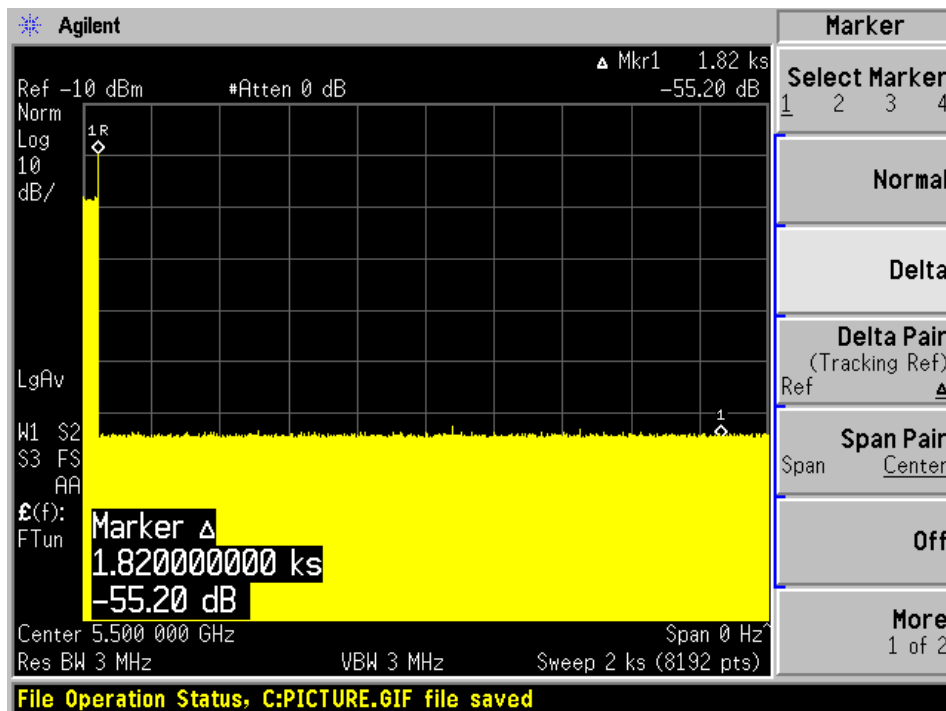 Agilent
Marker
Δ Mkr1 1.82 ks
Ref −10 dBm #Atten 0 dB −55.20 dB
Norm
Log
10
dB/
1R
LgAv
1
W1 S2
S3 FS
AA
£(f):
FTun
Marker Δ
1.820000000 ks
−55.20 dB
Center 5.500 000 GHz Span 0 Hz^
Res BW 3 MHz VBW 3 MHz Sweep 2 ks (8192 pts)
File Operation Status, C:PICTURE.GIF file saved
Select Marker
1 2 3 4
Normal
Delta
Delta Pair
(Tracking Ref)
Ref Δ
Span Pair
Span Center
Off
More
1 of 2